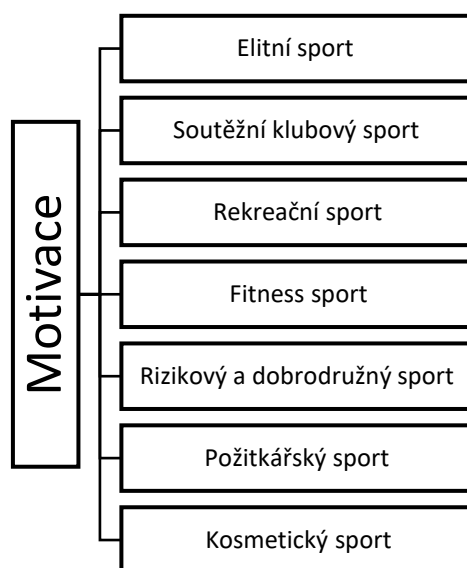 Motivace
Elitní sport
Soutěžní klubový sport
Rekreační sport
Fitness sport
Rizikový a dobrodružný sport
Požitkářský sport
Kosmetický sport